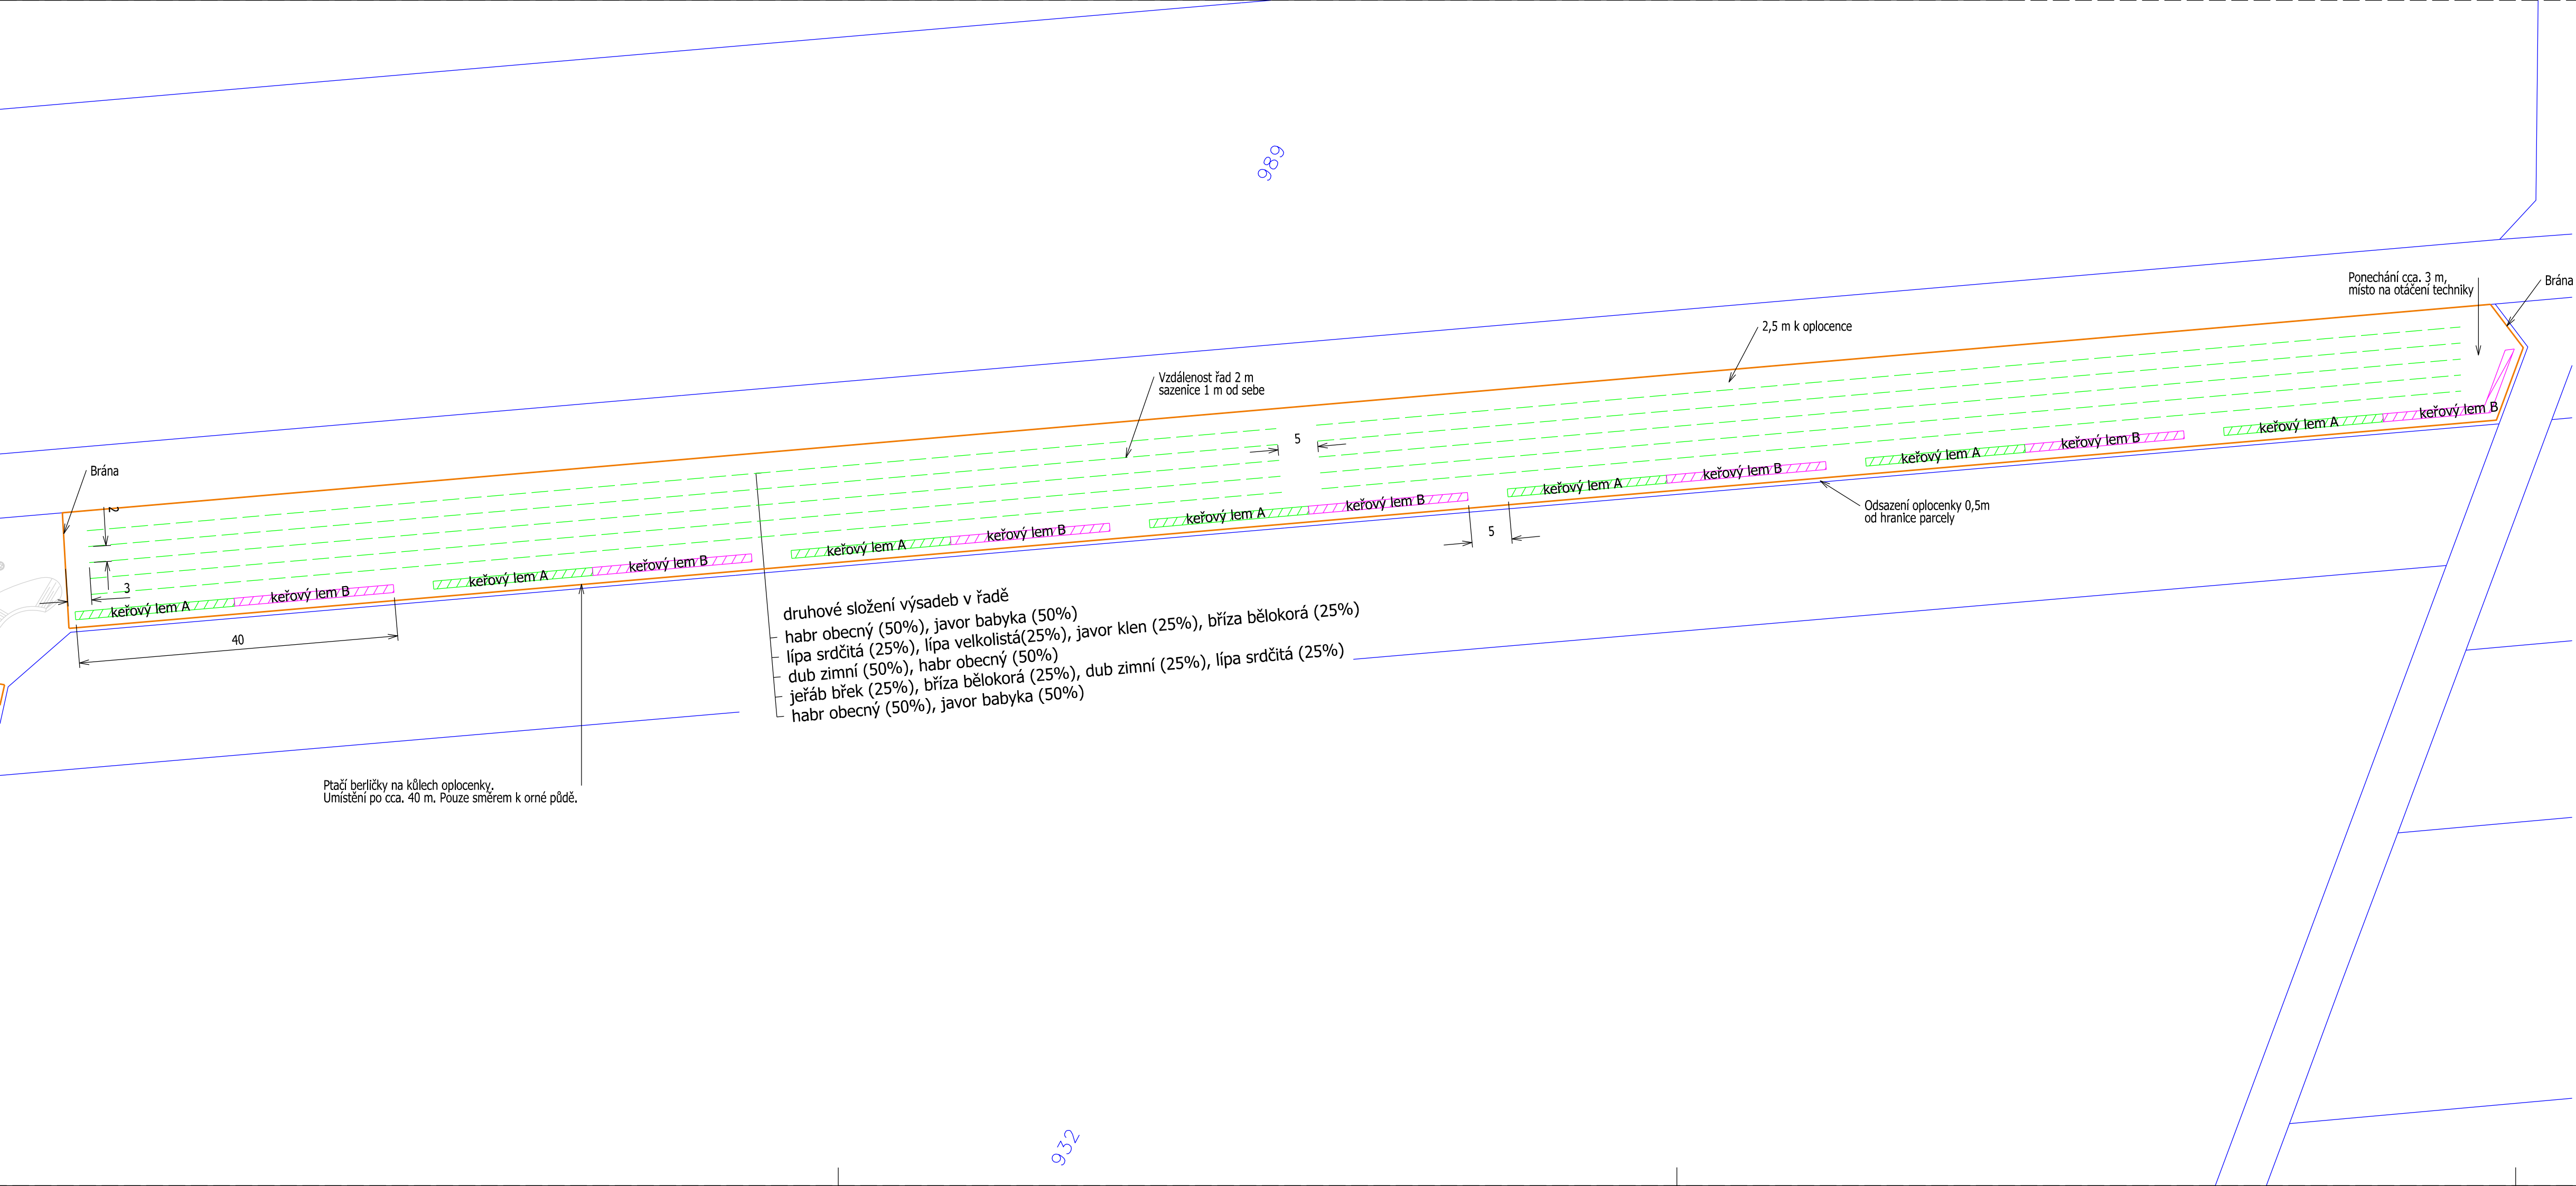 989
Ponechání cca. 3 m,
místo na otáčení techniky
Brána
2,5 m k oplocence
Vzdálenost řad 2 m
sazenice 1 m od sebe
5
Brána
2
3
keřový lem A
keřový lem B
keřový lem A
keřový lem B
keřový lem A
keřový lem B
keřový lem A
keřový lem B
keřový lem A
keřový lem B
keřový lem A
keřový lem B
keřový lem A
keřový lem B
40
5
Odsazení oplocenky 0,5m
od hranice parcely
druhové složení výsadeb v řadě
habr obecný (50%), javor babyka (50%)
lípa srdčitá (25%), lípa velkolistá(25%), javor klen (25%), bříza bělokorá (25%)
dub zimní (50%), habr obecný (50%)
jeřáb břek (25%), bříza bělokorá (25%), dub zimní (25%), lípa srdčitá (25%)
habr obecný (50%), javor babyka (50%)
Ptačí berličky na kůlech oplocenky.
Umístění po cca. 40 m. Pouze směrem k orné půdě.
932